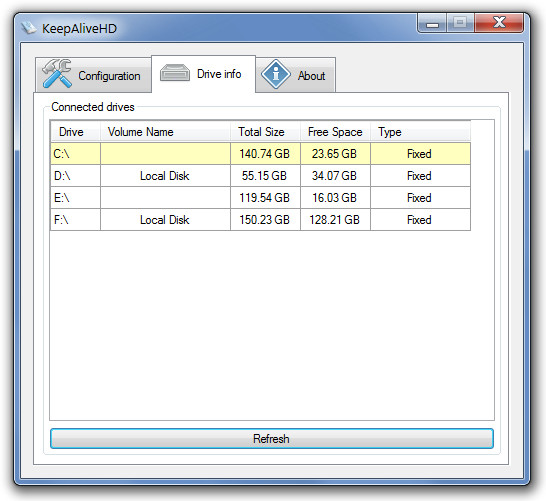 KeepAliveHD
Configuration Drive info About
Connected drives
Drive Volume Name Total Size Free Space Type
C:\ 140.74 GB 23.65 GB Fixed
D:\ Local Disk 55.15 GB 34.07 GB Fixed
E:\ 119.54 GB 16.03 GB Fixed
F:\ Local Disk 150.23 GB 128.21 GB Fixed
Refresh